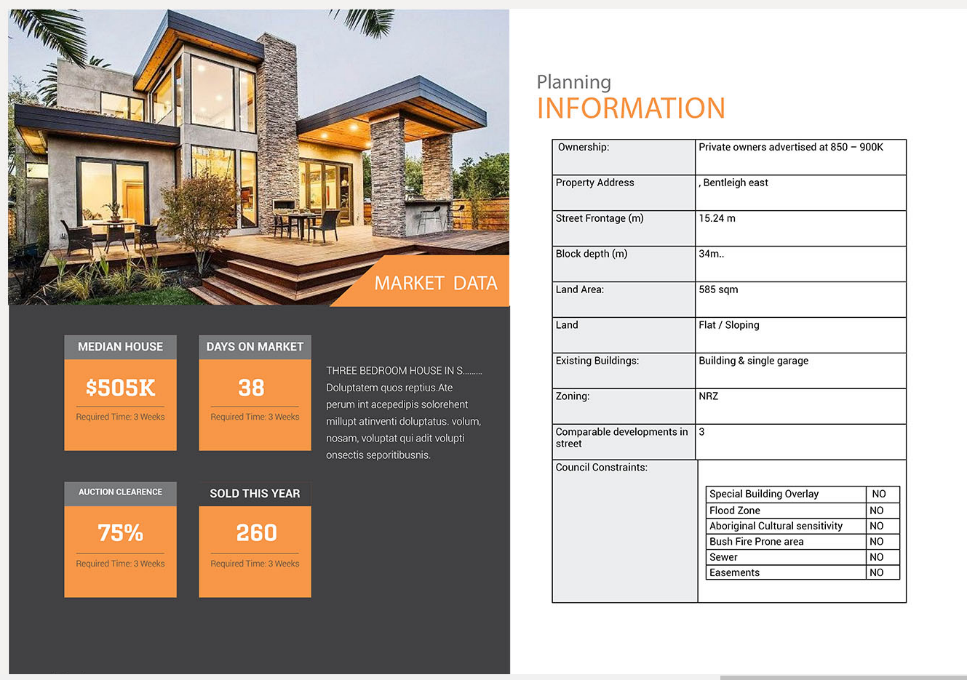 MARKET DATA
MEDIAN HOUSE
$505K
Required Time: 3 Weeks
DAYS ON MARKET
38
Required Time: 3 Weeks
THREE BEDROOM HOUSE IN S.........
Doluptatem quos reptius.Ate
perum int acepedipis solorehent
millupt atinventi doluptatus. volum,
nosam, voluptat qui adit volupti
onsectis seporitibusnis.
AUCTION CLEARENCE
75%
Required Time: 3 Weeks
SOLD THIS YEAR
260
Required Time: 3 Weeks
Planning
INFORMATION
Ownership: Private owners advertised at 850 – 900K
Property Address , Bentleigh east
Street Frontage (m) 15.24 m
Block depth (m) 34m..
Land Area: 585 sqm
Land Flat / Sloping
Existing Buildings: Building & single garage
Zoning: NRZ
Comparable developments in 3
street
Council Constraints:
Special Building Overlay NO
Flood Zone NO
Aboriginal Cultural sensitivity NO
Bush Fire Prone area NO
Sewer NO
Easements NO